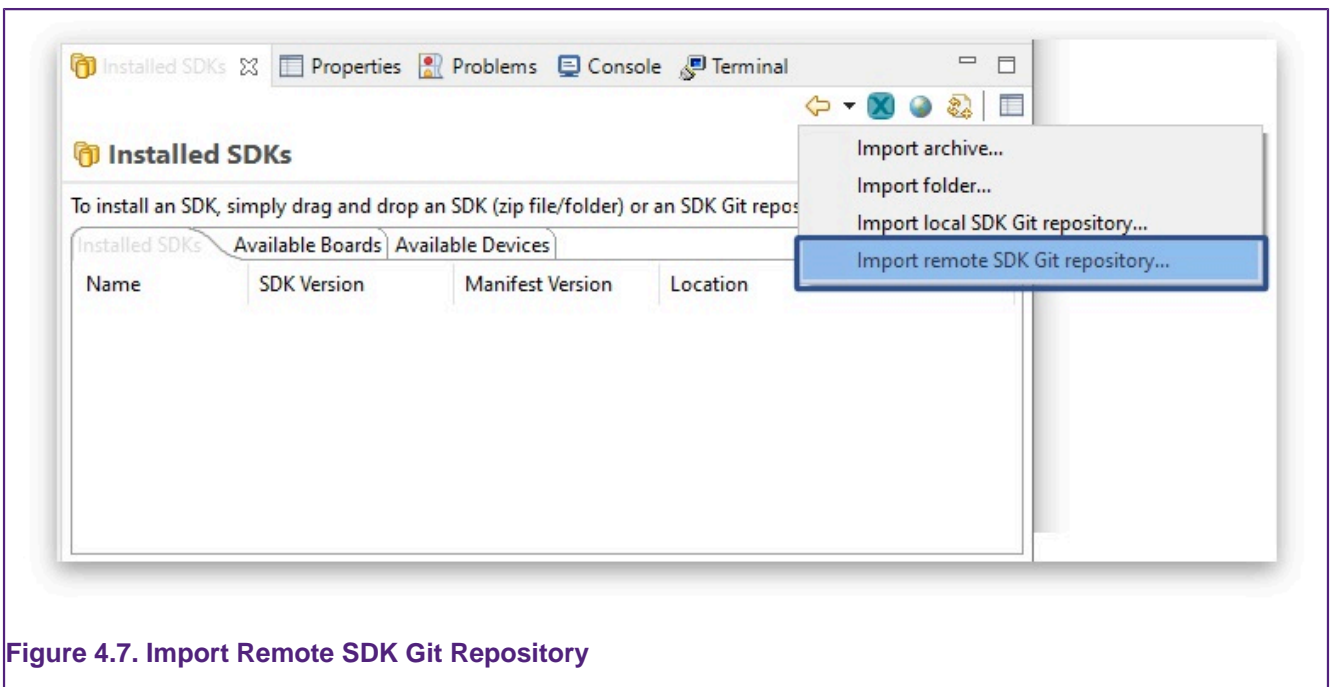 Installed SDKs Properties Problems Console Terminal
Installed SDKs
Import archive...
Import folder...
To install an SDK, simply drag and drop an SDK (zip file/folder) or an SDK Git repos
Import local SDK Git repository...
Installed SDKs Available Boards Available Devices
Import remote SDK Git repository...
Name SDK Version Manifest Version Location
Figure 4.7. Import Remote SDK Git Repository